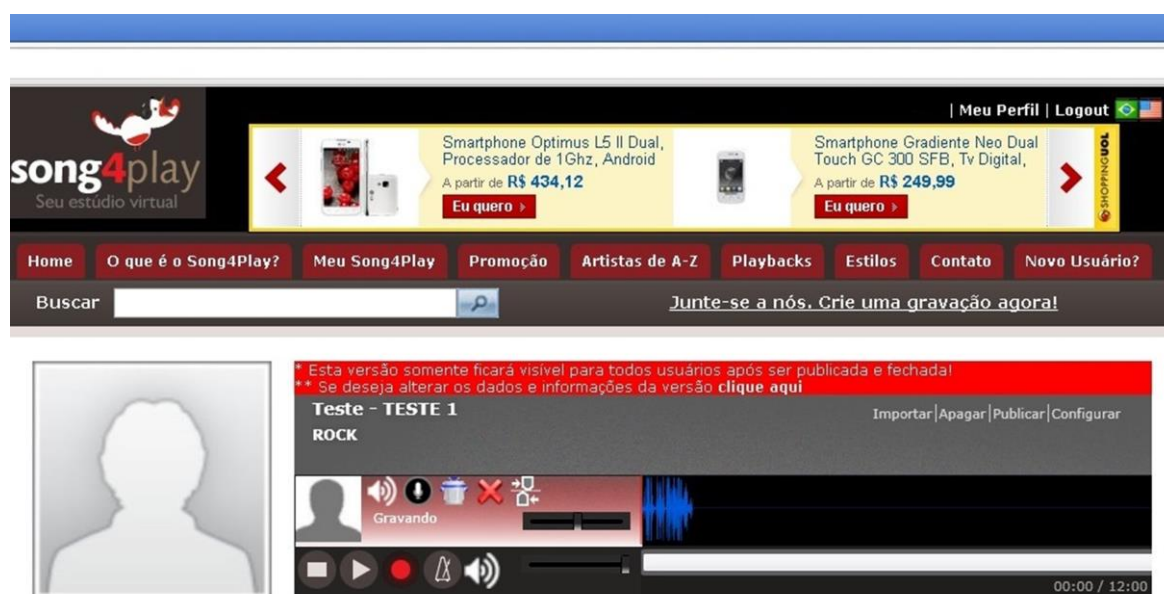 | Meu Perfil | Logout
song4play
Seu estúdio virtual
Smartphone Optimus L5 II Dual,
Processador de 1Ghz, Android
A partir de R$ 434,12
Eu quero
Smartphone Gradiente Neo Dual
Touch GC 300 SFB, Tv Digital,
A partir de R$ 249,99
Eu quero
SHOPPINGUOL
Home O que é o Song4Play? Meu Song4Play Promoção Artistas de A-Z Playbacks Estilos Contato Novo Usuário?
Buscar Junte-se a nós. Crie uma gravação agora!
* Esta versão somente ficará visível para todos usuários após ser publicada e fechada!
** Se deseja alterar os dados e informações da versão clique aqui
Teste - TESTE 1
Importar|Apagar|Publicar|Configurar
ROCK
Gravando
00:00 / 12:00